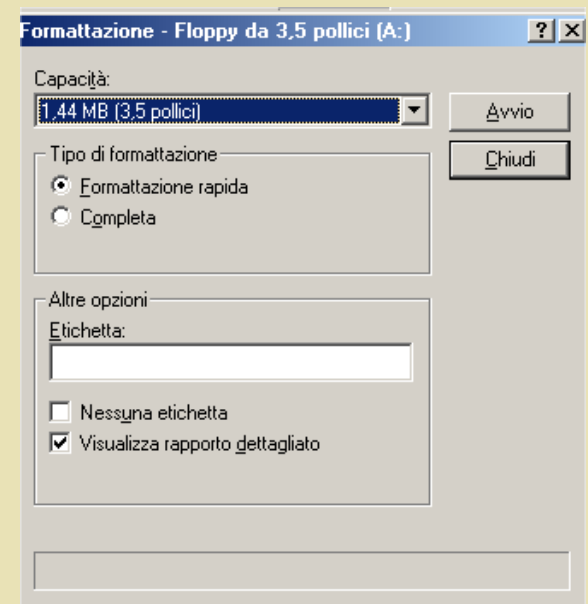 Formattazione - Floppy da 3,5 pollici (A:)
Capacità:
1,44 MB (3,5 pollici)
Avvio
Tipo di formattazione
Chiudi
Formattazione rapida
Completa
Altre opzioni
Etichetta:
Nessuna etichetta
Visualizza rapporto dettagliato